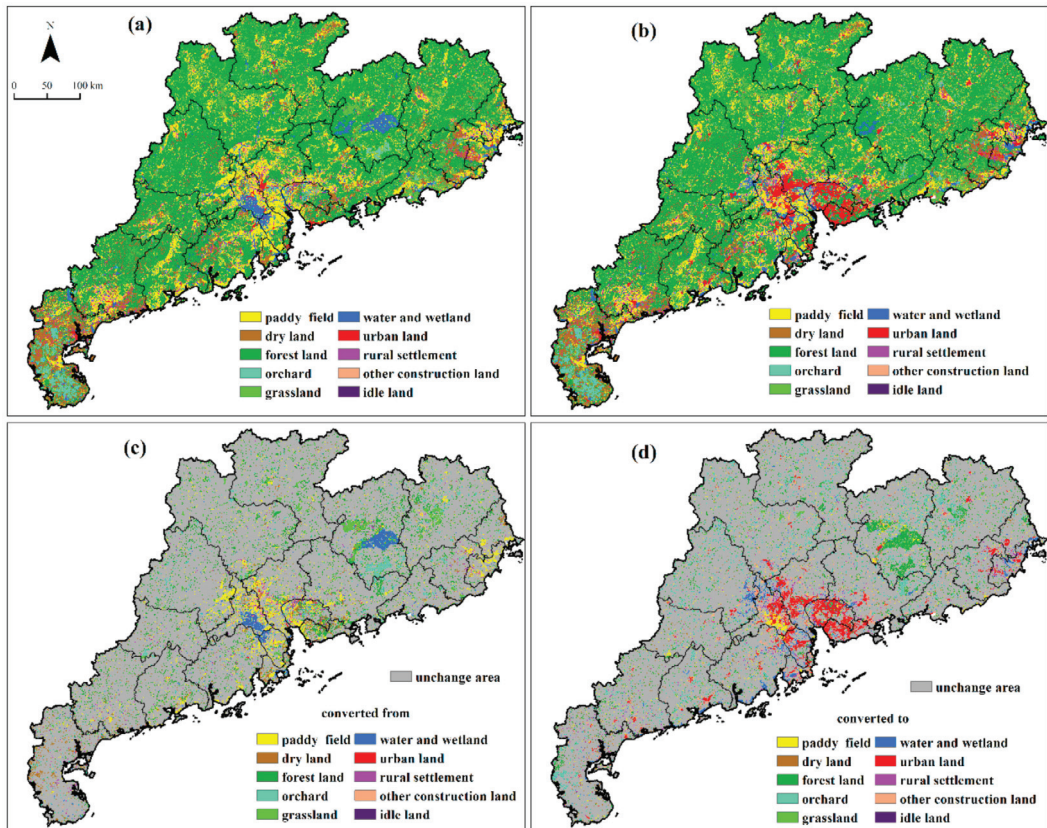 (a)
N
0 50 100 km
paddy field water and wetland
dry land urban land
forest land rural settlement
orchard other construction land
grassland idle land
(b)
paddy field water and wetland
dry land urban land
forest land rural settlement
orchard other construction land
grassland idle land
(c)
unchange area
converted from
paddy field water and wetland
dry land urban land
forest land rural settlement
orchard other construction land
grassland idle land
(d)
unchange area
converted to
paddy field water and wetland
dry land urban land
forest land rural settlement
orchard other construction land
grassland idle land